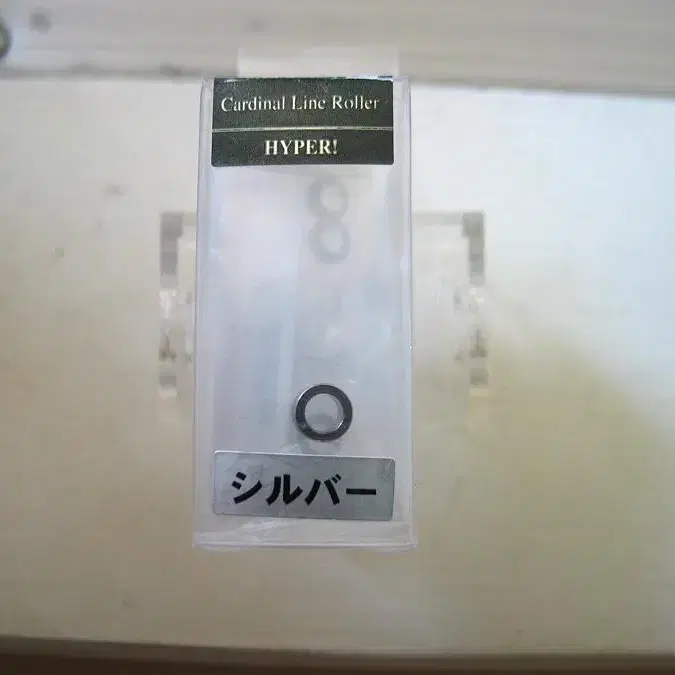 Cardinal Line Roller
HYPER!
シルバー